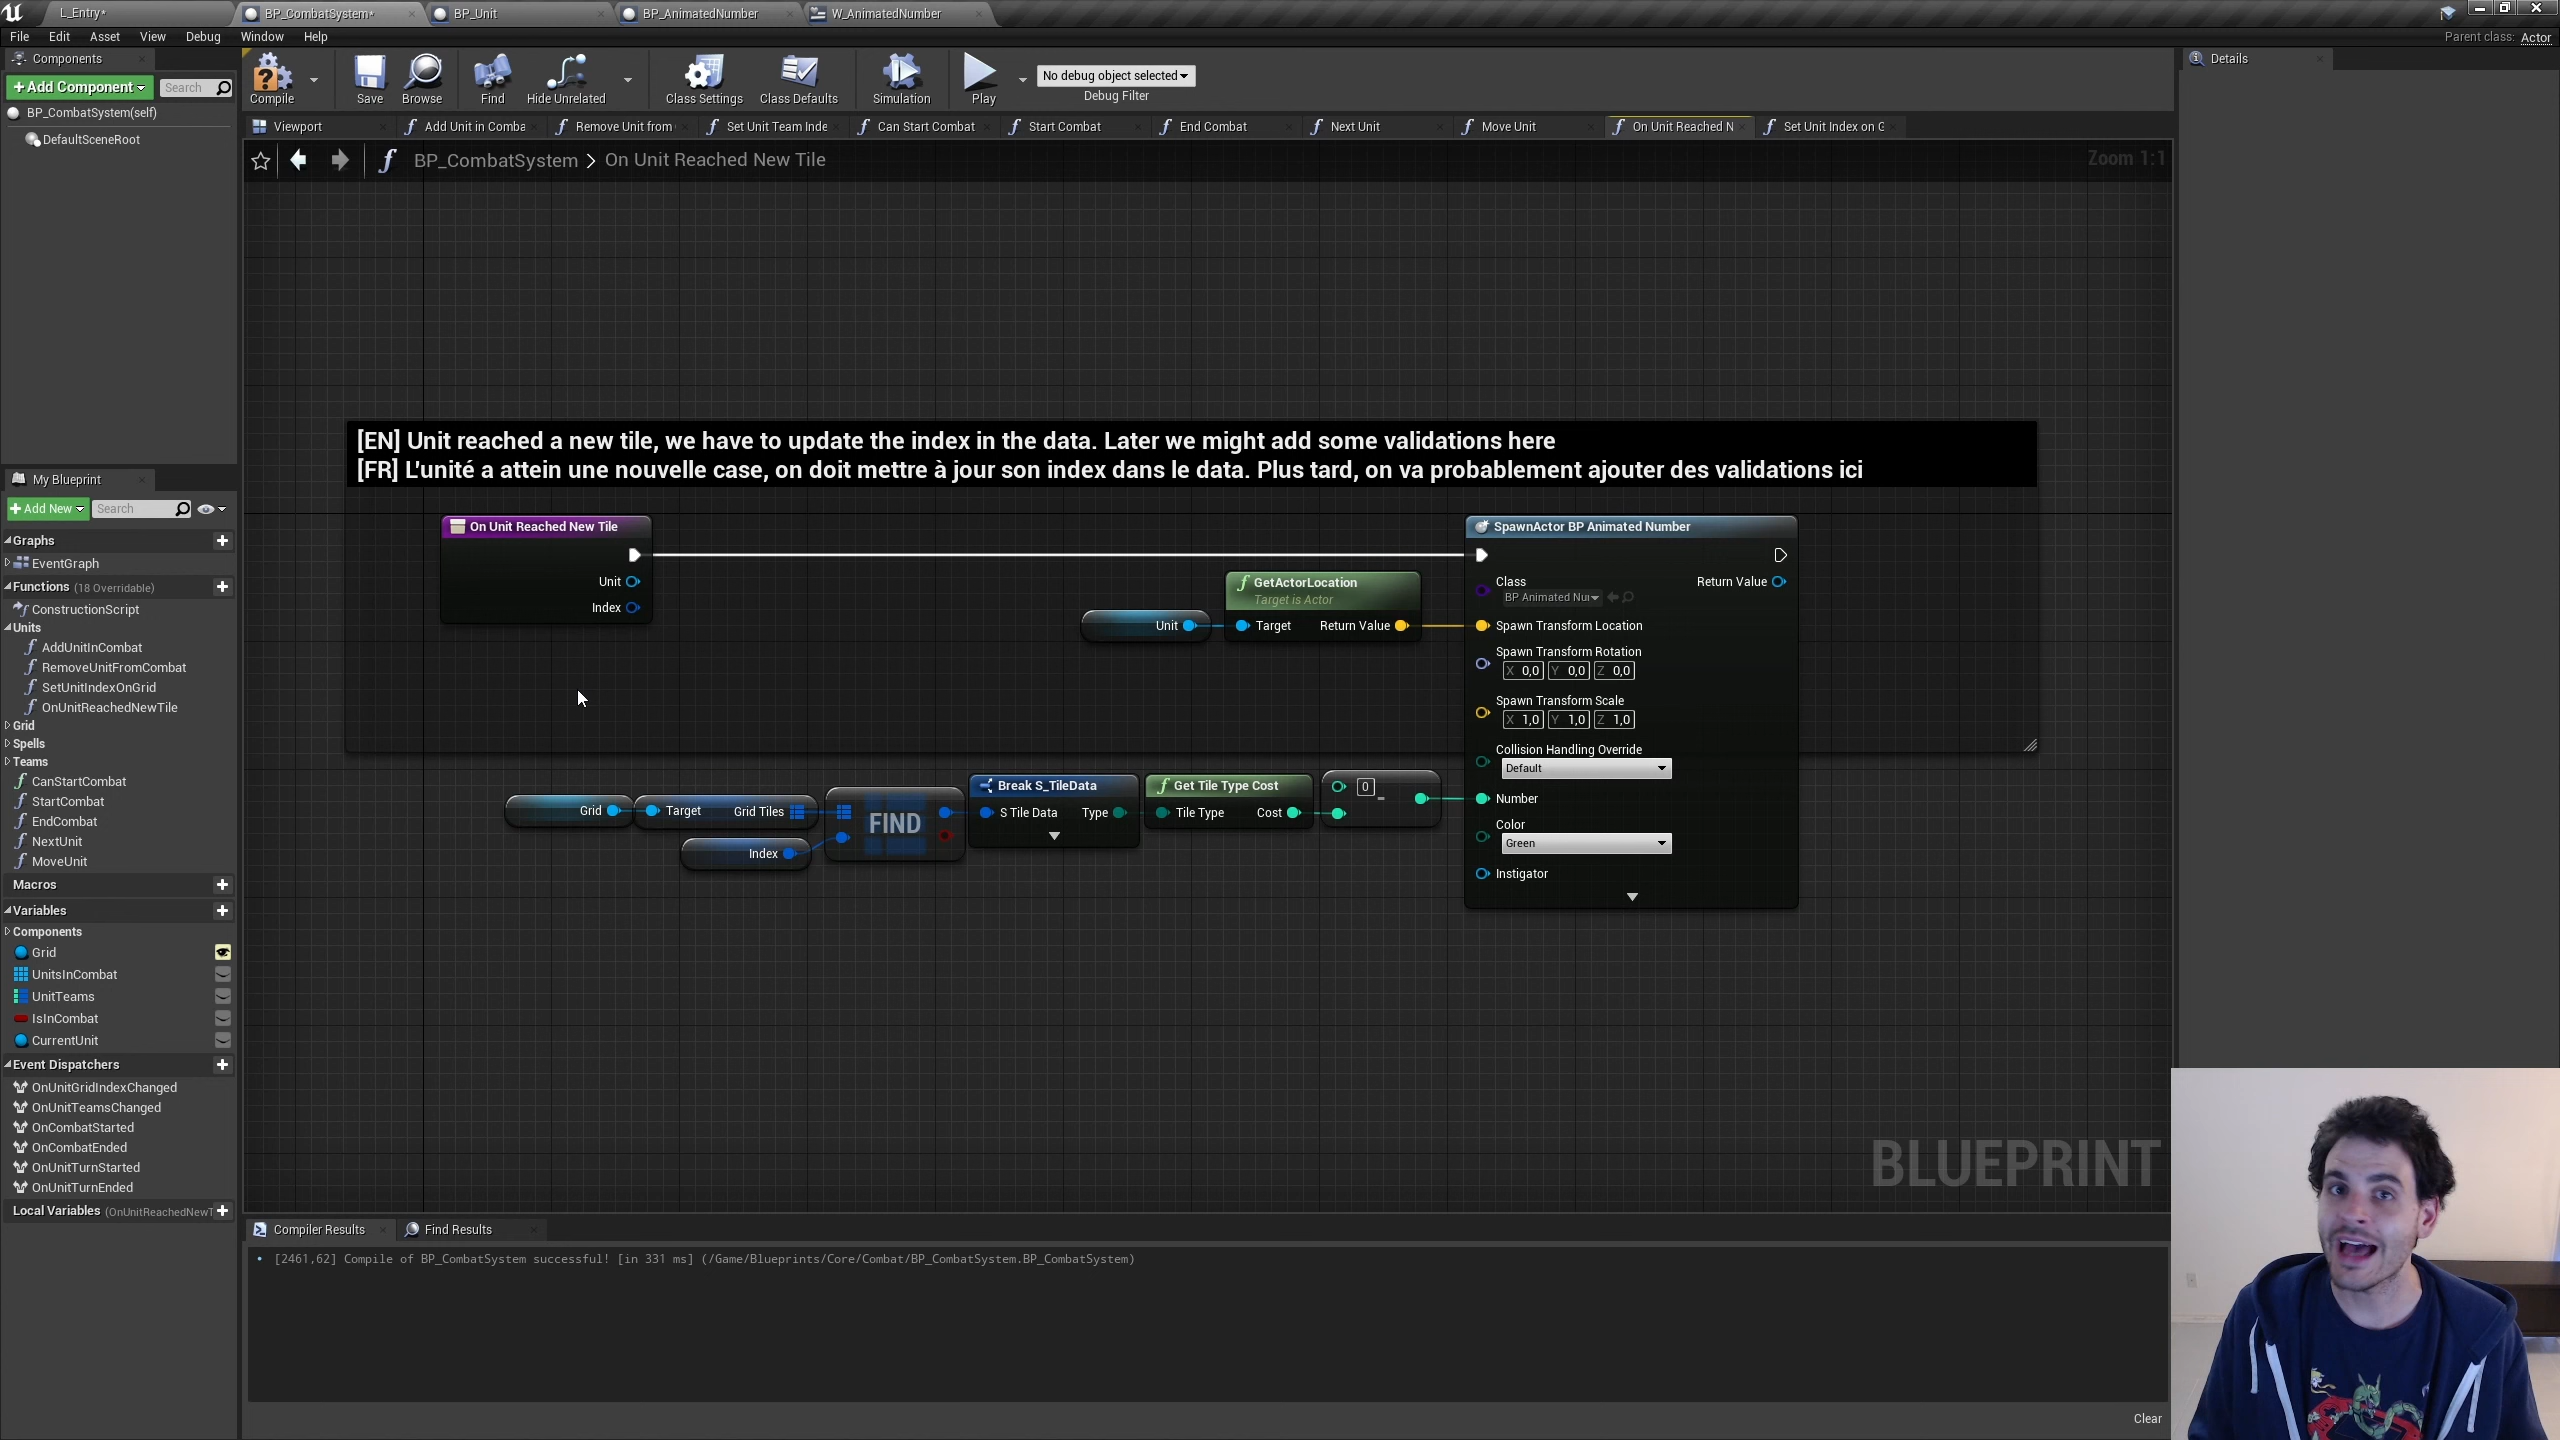 L_Entry*
BP_CombatSystem*
BP_Unit
BP_AnimatedNumber
W_AnimatedNumber
File Edit Asset View Debug Window Help
Parent class: Actor
Components
+Add Component
Search
BP_CombatSystem(self)
DefaultSceneRoot
Compile
Save
Browse
Find
Hide Unrelated
Class Settings
Class Defaults
Simulation
Play
No debug object selected
Debug Filter
Details
Viewport
Add Unit in Comba
Remove Unit from
Set Unit Team Inde
Can Start Combat
Start Combat
End Combat
Next Unit
Move Unit
On Unit Reached N
Set Unit Index on G
BP_CombatSystem > On Unit Reached New Tile
Zoom 1:1
[EN] Unit reached a new tile, we have to update the index in the data. Later we might add some validations here
[FR] L'unité a attein une nouvelle case, on doit mettre à jour son index dans le data. Plus tard, on va probablement ajouter des validations ici
On Unit Reached New Tile
Unit
Index
Unit
GetActorLocation
Target is Actor
Target
Return Value
SpawnActor BP Animated Number
Class
BP Animated Nu
Return Value
Spawn Transform Location
Spawn Transform Rotation
X 0,0 Y 0,0 Z 0,0
Spawn Transform Scale
X 1,0 Y 1,0 Z 1,0
Collision Handling Override
Default
Number
Color
Green
Instigator
Grid
Target
Grid Tiles
Index
FIND
Break S_TileData
S Tile Data
Type
Get Tile Type Cost
Tile Type
Cost
0
-
My Blueprint
+Add New
Search
Graphs
EventGraph
Functions (18 Overridable)
ConstructionScript
Units
AddUnitInCombat
RemoveUnitFromCombat
SetUnitIndexOnGrid
OnUnitReachedNewTile
Grid
Spells
Teams
CanStartCombat
StartCombat
EndCombat
NextUnit
MoveUnit
Macros
Variables
Components
Grid
UnitsInCombat
UnitTeams
IsInCombat
CurrentUnit
Event Dispatchers
OnUnitGridIndexChanged
OnUnitTeamsChanged
OnCombatStarted
OnCombatEnded
OnUnitTurnStarted
OnUnitTurnEnded
Local Variables (OnUnitReachedNewT
BLUEPRINT
Compiler Results
Find Results
[2461,62] Compile of BP_CombatSystem successful! [in 331 ms] (/Game/Blueprints/Core/Combat/BP_CombatSystem.BP_CombatSystem)
Clear